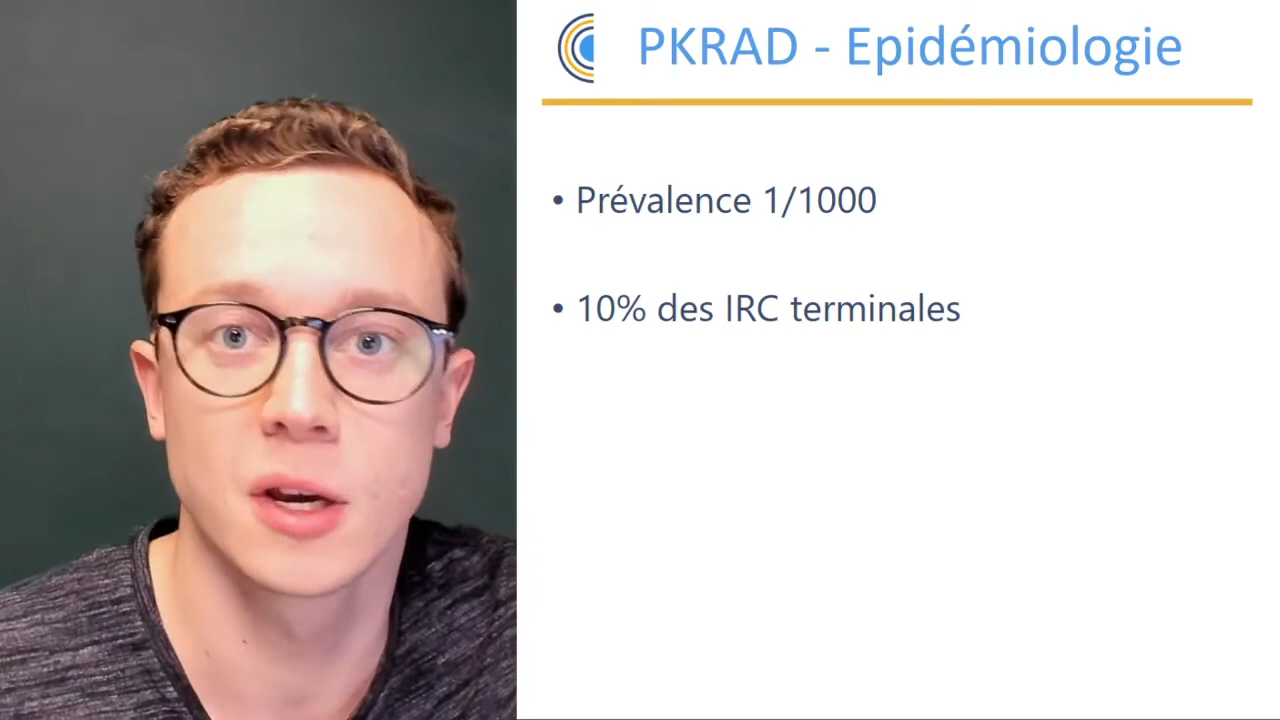 PKRAD - Epidémiologie
• Prévalence 1/1000
• 10% des IRC terminales